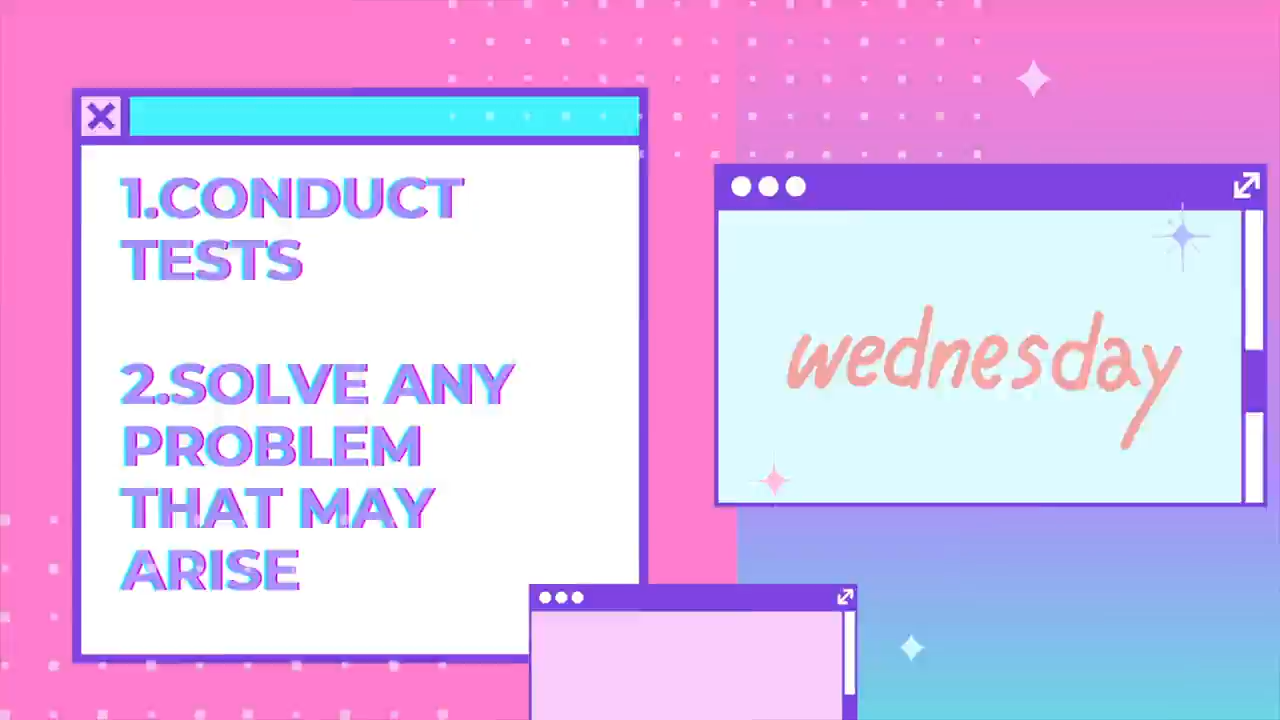 1.CONDUCT
TESTS
2.SOLVE ANY
PROBLEM
THAT MAY
ARISE
wednesday